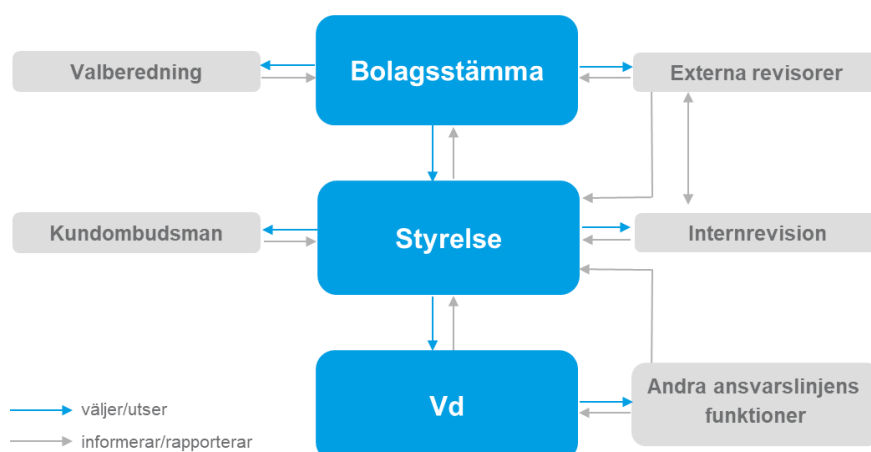 Bolagsstämma
Valberedning
Externa revisorer
Styrelse
Kundombudsman
Internrevision
Vd
Andra ansvarslinjens
funktioner
väljer/utser
informerar/rapporterar